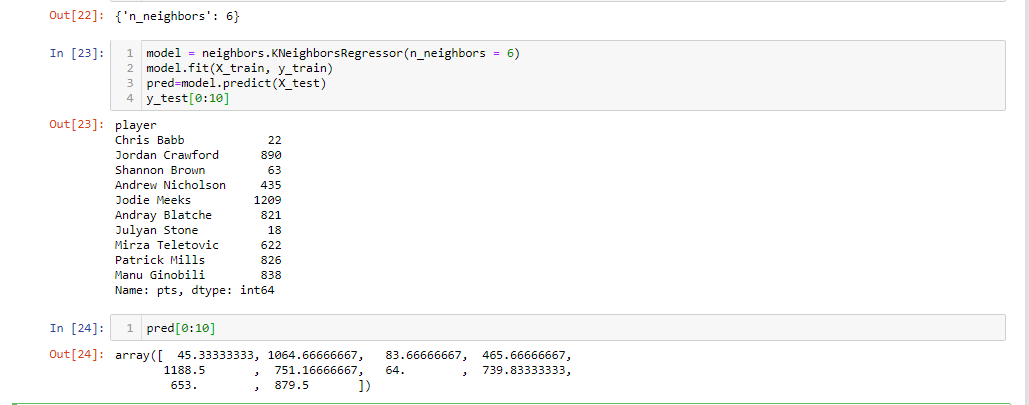 Out[22]: {'n_neighbors': 6}
In [23]: 1 model = neighbors.KNeighborsRegressor(n_neighbors = 6)
2 model.fit(X_train, y_train)
3 pred=model.predict(X_test)
4 y_test[0:10]
Out[23]: player
Chris Babb 22
Jordan Crawford 890
Shannon Brown 63
Andrew Nicholson 435
Jodie Meeks 1209
Andray Blatche 821
Julyan Stone 18
Mirza Teletovic 622
Patrick Mills 826
Manu Ginobili 838
Name: pts, dtype: int64
In [24]: 1 pred[0:10]
Out[24]: array([ 45.33333333, 1064.66666667, 83.66666667, 465.66666667,
1188.5 , 751.16666667, 64. , 739.83333333,
653. , 879.5 ])